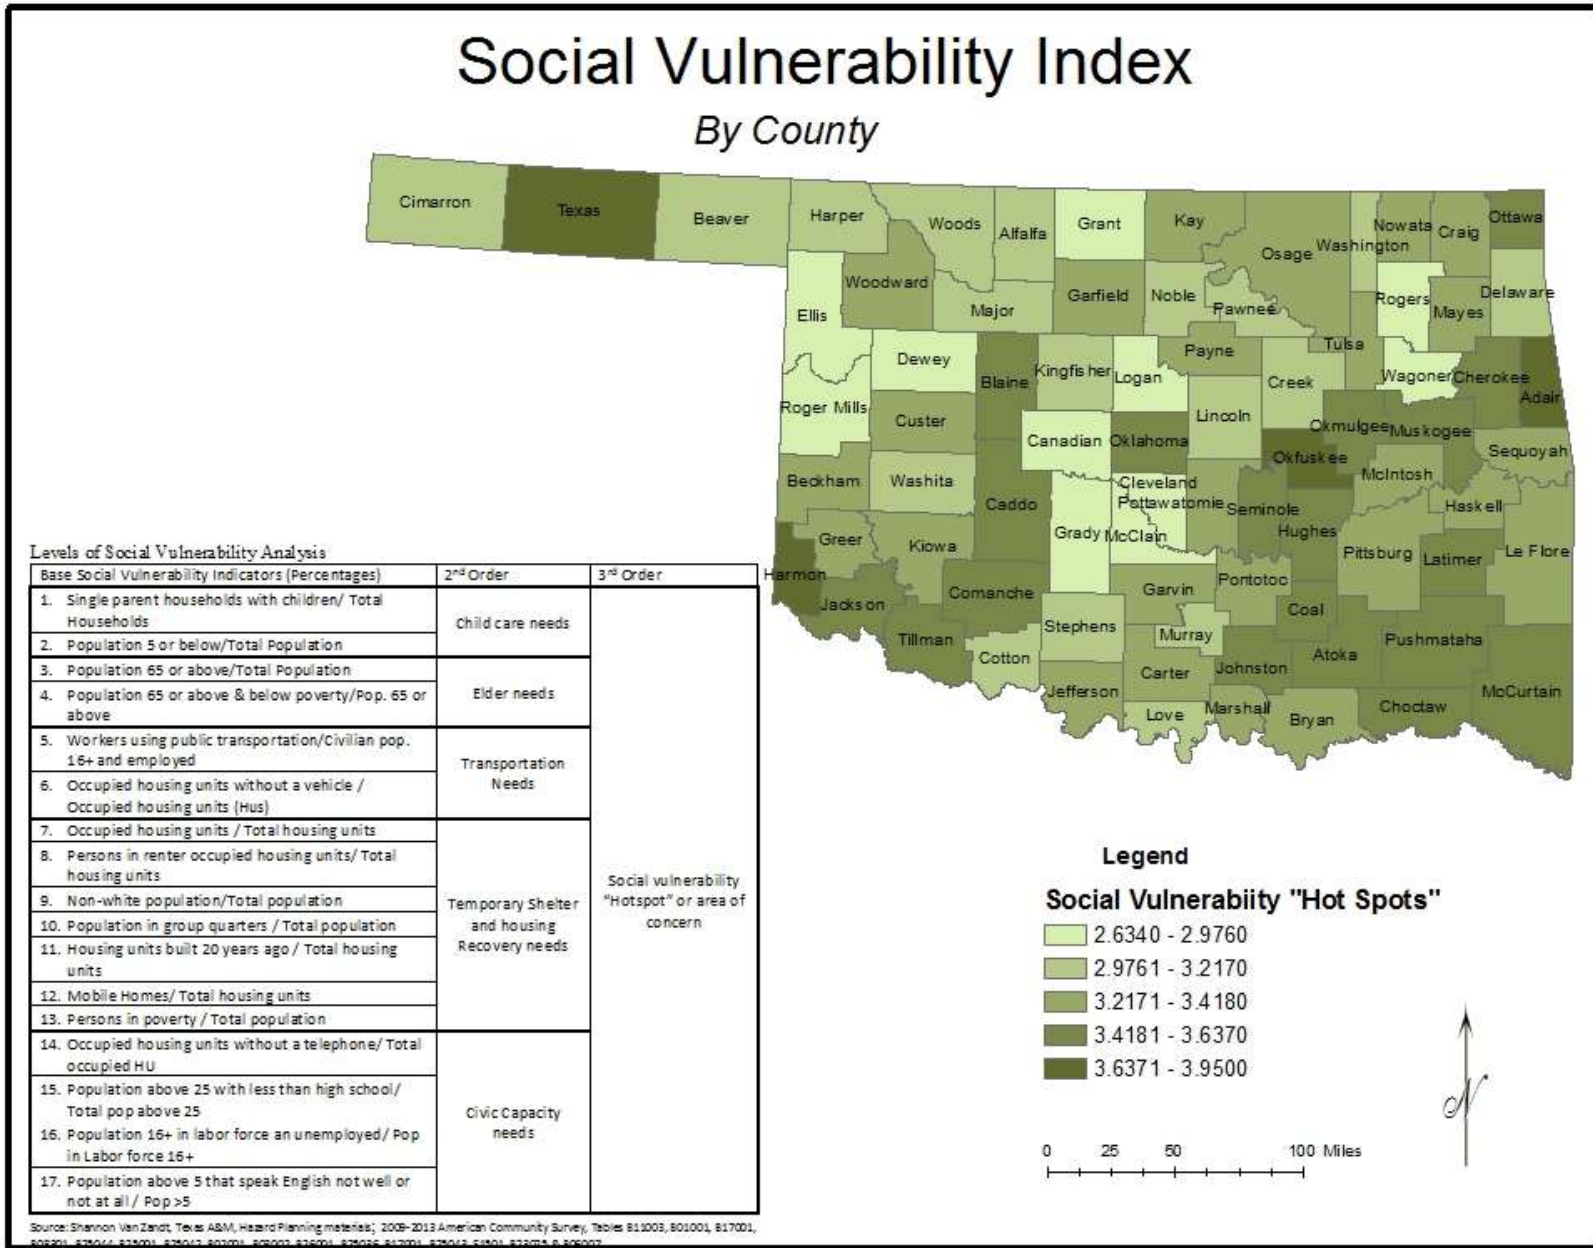 Social Vulnerability Index
By County
Cimarron
Texas
Beaver
Harper
Woods
Alfalfa
Grant
Kay
Osage
Washington
Nowata
Craig
Ottawa
Ellis
Woodward
Major
Garfield
Noble
Pawnee
Rogers
Mayes
Delaware
Roger Mills
Dewey
Blaine
Kingfisher
Logan
Payne
Creek
Tulsa
Wagoner
Cherokee
Adair
Custer
Canadian
Oklahoma
Lincoln
Okfuskee
Okmulgee
Muskogee
Sequoyah
Beckham
Washita
Caddo
Grady
Cleveland
Pottawatomie
McClain
Seminole
Hughes
McIntosh
Haskell
Pittsburg
Latimer
Le Flore
Harmon
Greer
Kiowa
Jackson
Tillman
Comanche
Cotton
Stephens
Garvin
Murray
Pontotoc
Coal
Jefferson
Carter
Love
Johnston
Marshall
Atoka
Bryan
Pushmataha
Choctaw
McCurtain
Levels of Social Vulnerability Analysis
Base Social Vulnerability Indicators (Percentages)
2nd Order
3rd Order
1. Single parent households with children/ Total
Households
2. Population 5 or below/Total Population
Child care needs
3. Population 65 or above/Total Population
4. Population 65 or above & below poverty/Pop. 65 or
above
Elder needs
5. Workers using public transportation/Civilian pop.
16+ and employed
6. Occupied housing units without a vehicle /
Occupied housing units (Hus)
Transportation
Needs
7. Occupied housing units / Total housing units
8. Persons in renter occupied housing units/ Total
housing units
9. Non-white population/Total population
10. Population in group quarters / Total population
11. Housing units built 20 years ago / Total housing
units
12. Mobile Homes/ Total housing units
13. Persons in poverty / Total population
Temporary Shelter
and housing
Recovery needs
14. Occupied housing units without a telephone/ Total
occupied HU
15. Population above 25 with less than high school/
Total pop above 25
16. Population 16+ in labor force an unemployed/ Pop
in Labor force 16+
17. Population above 5 that speak English not well or
not at all / Pop >5
Civic Capacity
needs
Social vulnerability
"Hotspot" or area of
concern
Source: Shannon Van Zandt, Texas A&M, Hazard Planning materials; 2009-2013 American Community Survey, Tables B11003, B01001, B17001,
Legend
Social Vulnerabiity "Hot Spots"
2.6340 - 2.9760
2.9761 - 3.2170
3.2171 - 3.4180
3.4181 - 3.6370
3.6371 - 3.9500
0 25 50 100 Miles
N